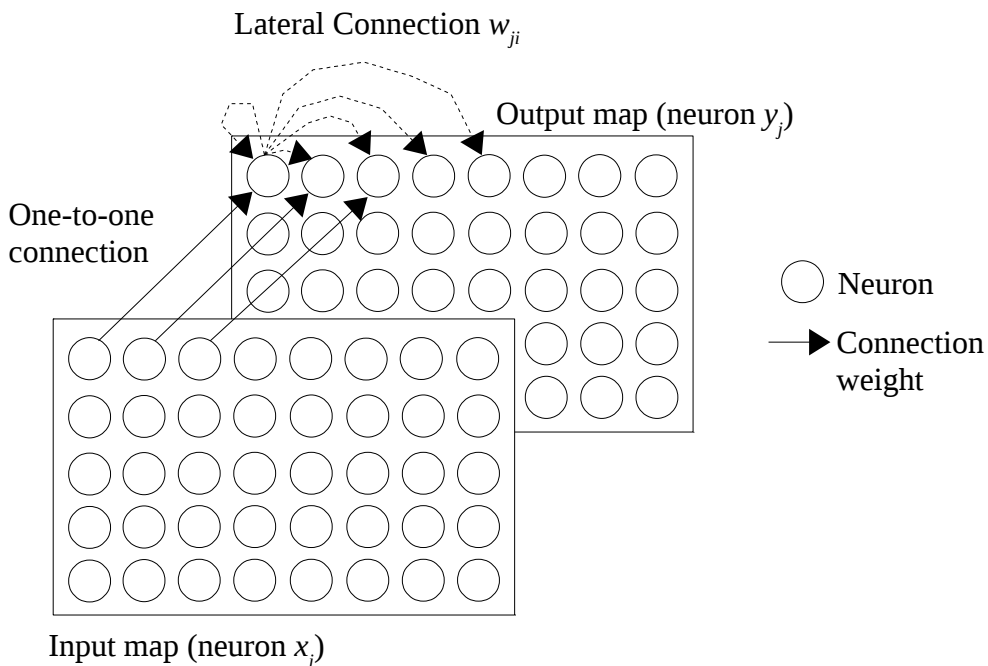 Lateral Connection w_ji
Output map (neuron y_j)
One-to-one
connection
Neuron
Connection
weight
Input map (neuron x_i)